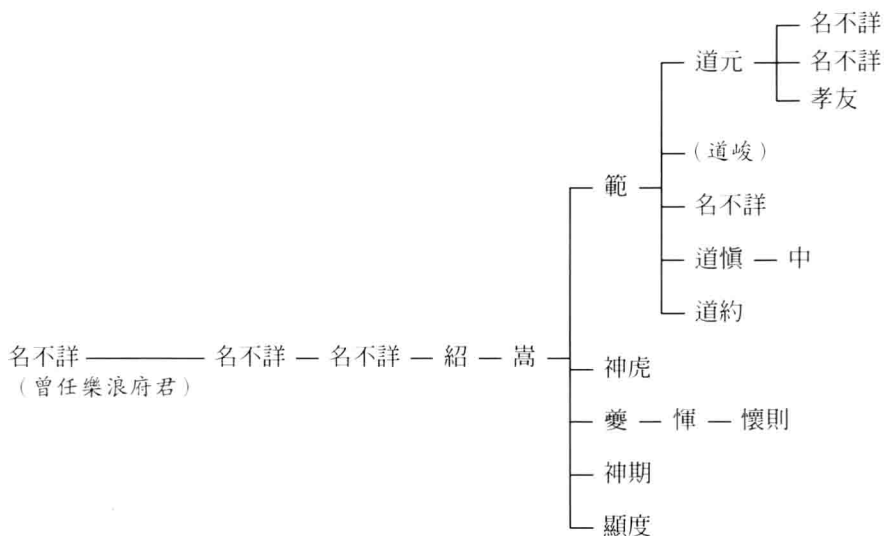 名不詳
道元 名不詳
孝友
（道峻）
範
名不詳
道愼 中
道約
名不詳 名不詳 名不詳 紹 嵩
神虎
（曾任樂浪府君）
夔 惲 懷則
神期
顯度